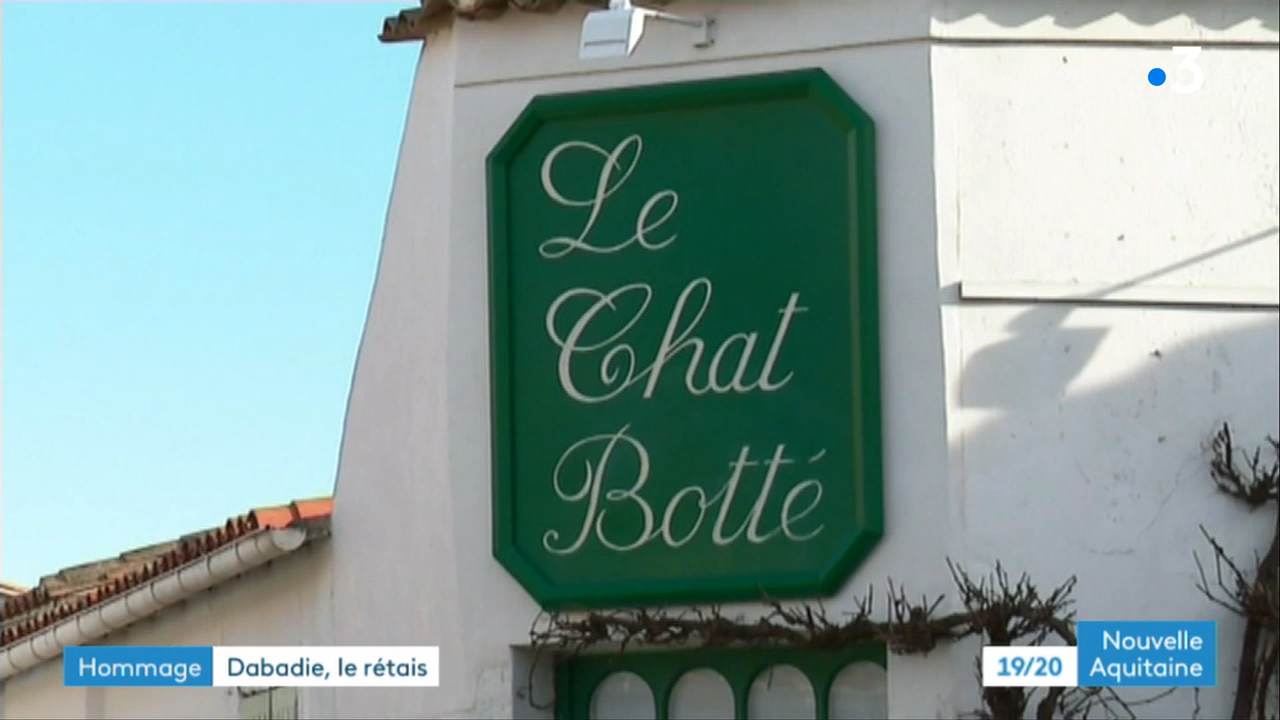 3
Le
Chat
Botté
Hommage
Dabadie, le rétais
19/20
Nouvelle
Aquitaine